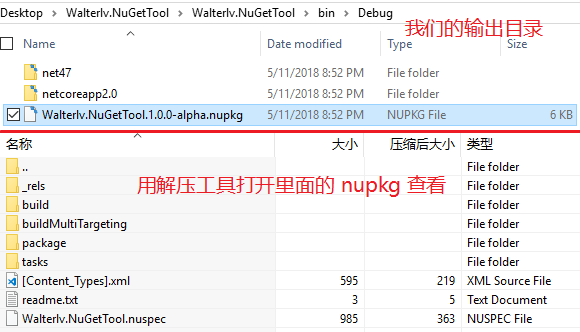 Desktop > Walterlv.NuGetTool > Walterlv.NuGetTool > bin > Debug
我们的输出目录
Name Date modified Type Size
net47 5/11/2018 8:52 PM File folder
netcoreapp2.0 5/11/2018 8:52 PM File folder
Walterlv.NuGetTool.1.0.0-alpha.nupkg 5/11/2018 8:52 PM NUPKG File 6 KB
名称 大小 压缩后大小 类型
.. File folder
_rels File folder
用解压工具打开里面的 nupkg 查看
build File folder
buildMultiTargeting File folder
package File folder
tasks File folder
[Content_Types].xml 595 219 XML Source File
readme.txt 3 5 Text Document
Walterlv.NuGetTool.nuspec 985 363 NUSPEC File